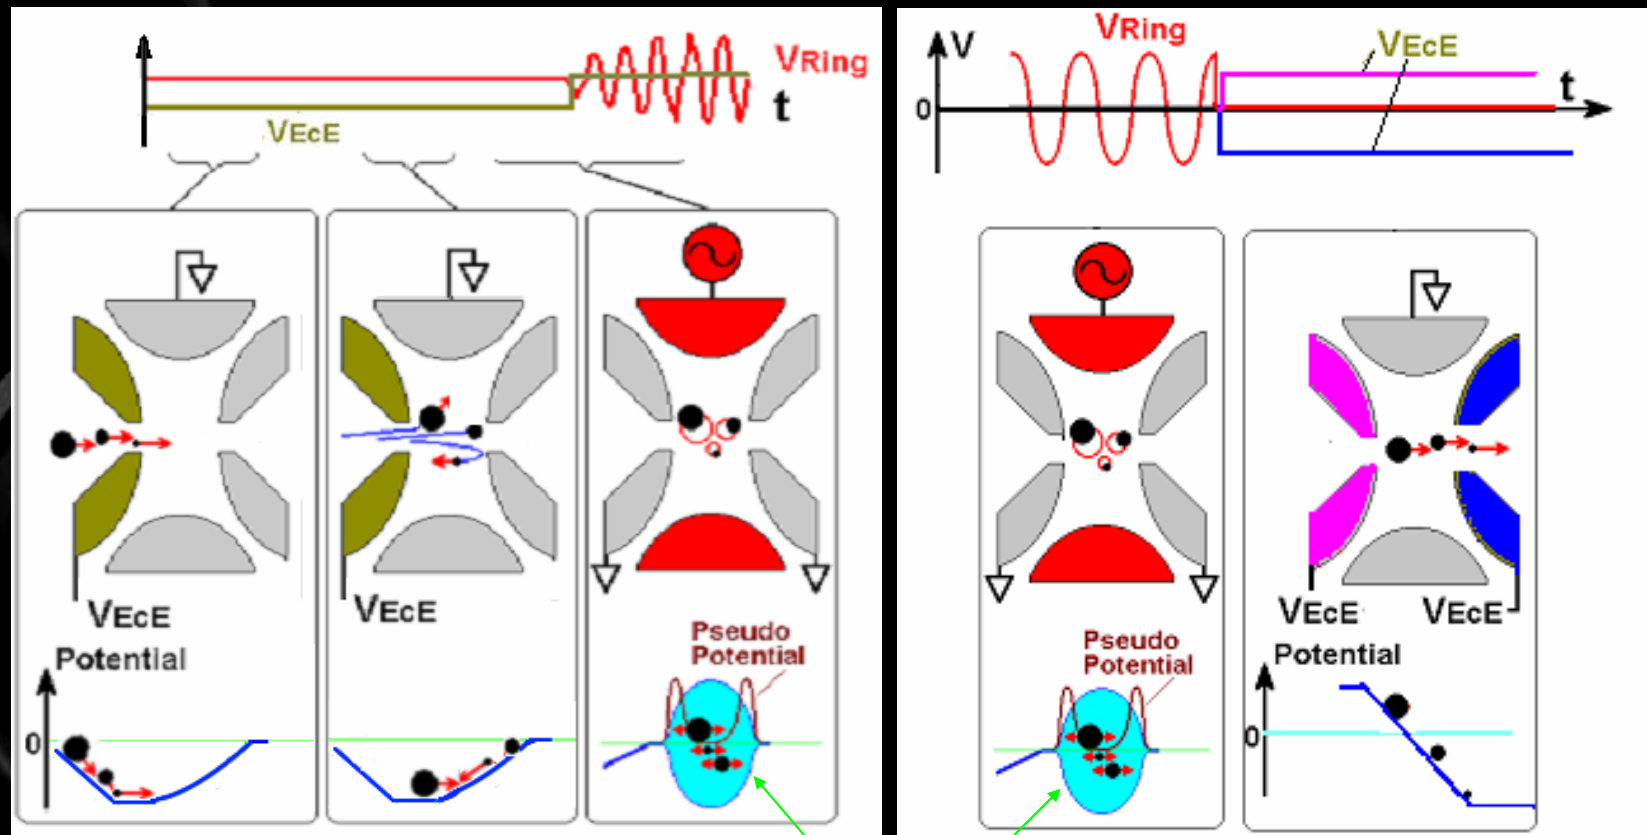 VRing
t
VEcE
VEcE
Potential
0
VEcE
Pseudo
Potential
VRing
V
VEcE
t
0
Pseudo
Potential
VEcE
VEcE
Potential
0